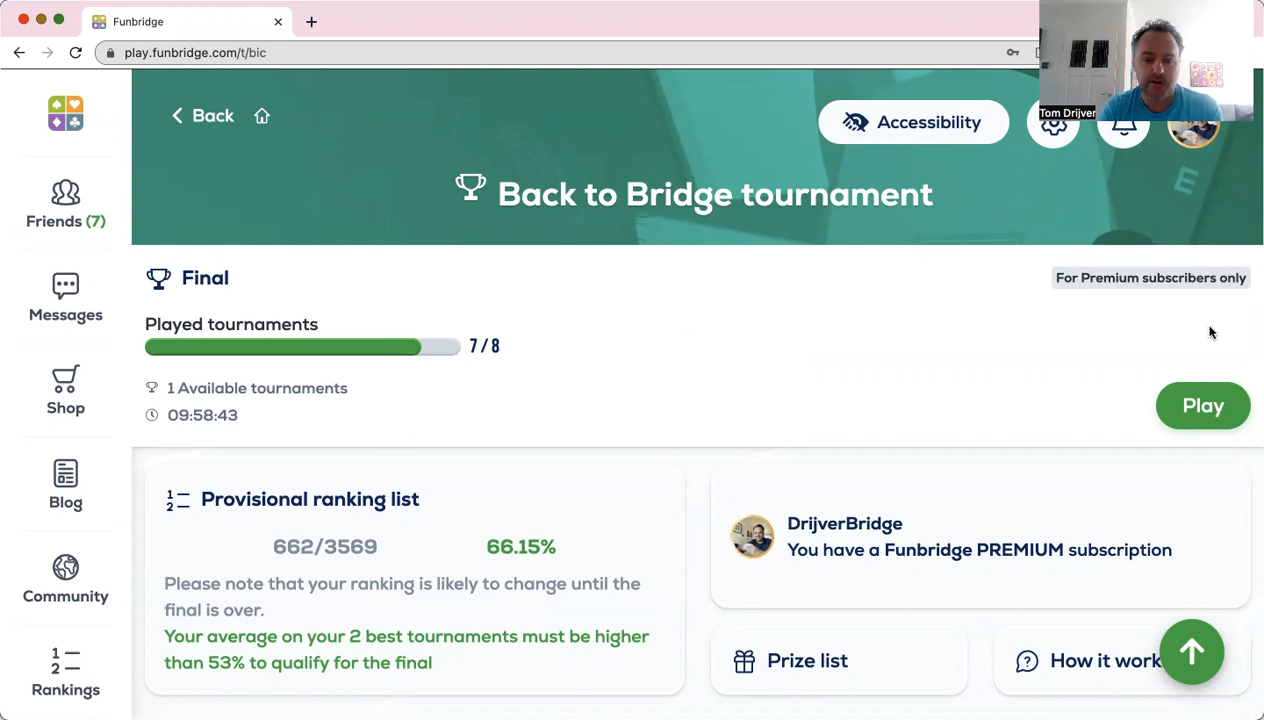 Funbridge
play.funbridge.com/t/bic
Tom Drijver
Back
Accessibility
Back to Bridge tournament
Friends (7)
Messages
Shop
Blog
Community
Rankings
Final
For Premium subscribers only
Played tournaments
7 / 8
1 Available tournaments
09:58:43
Play
Provisional ranking list
662/3569 66.15%
Please note that your ranking is likely to change until the
final is over.
Your average on your 2 best tournaments must be higher
than 53% to qualify for the final
DrijverBridge
You have a Funbridge PREMIUM subscription
Prize list
How it work